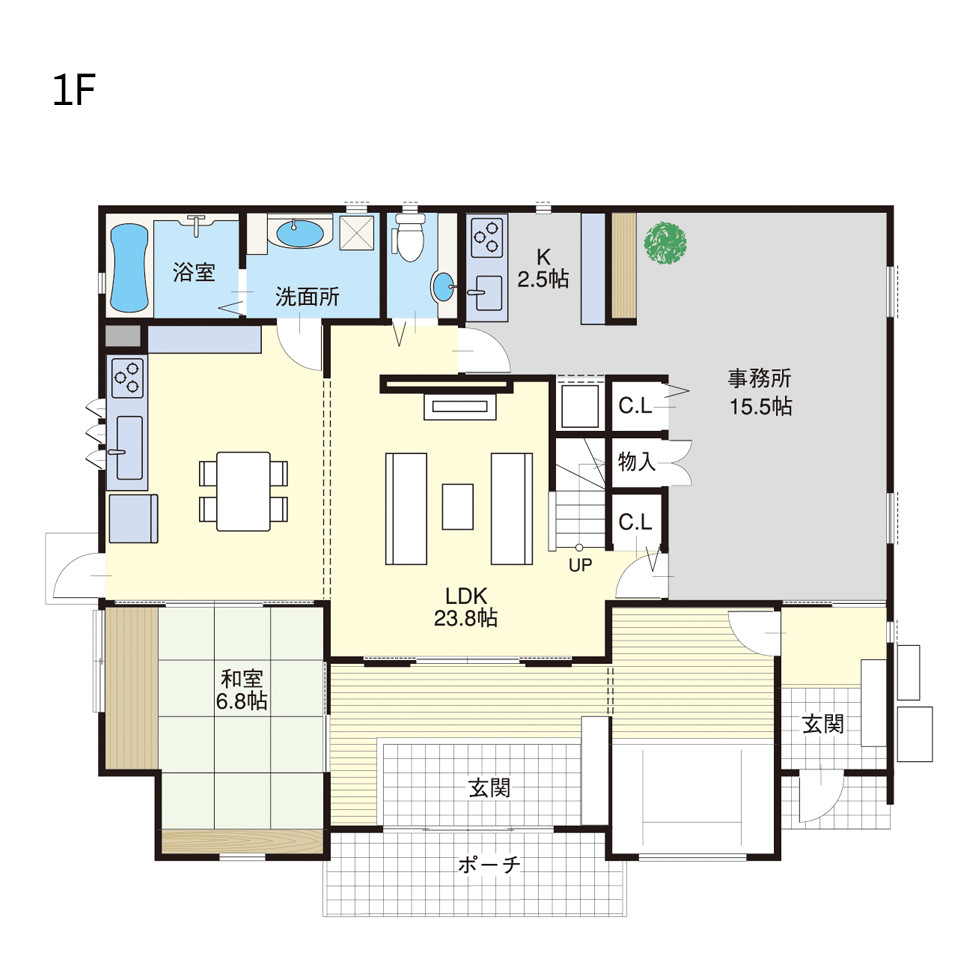 1F
浴室
洗面所
K
2.5帖
事務所
15.5帖
C.L
物入
C.L
UP
LDK
23.8帖
和室
6.8帖
玄関
玄関
ポーチ